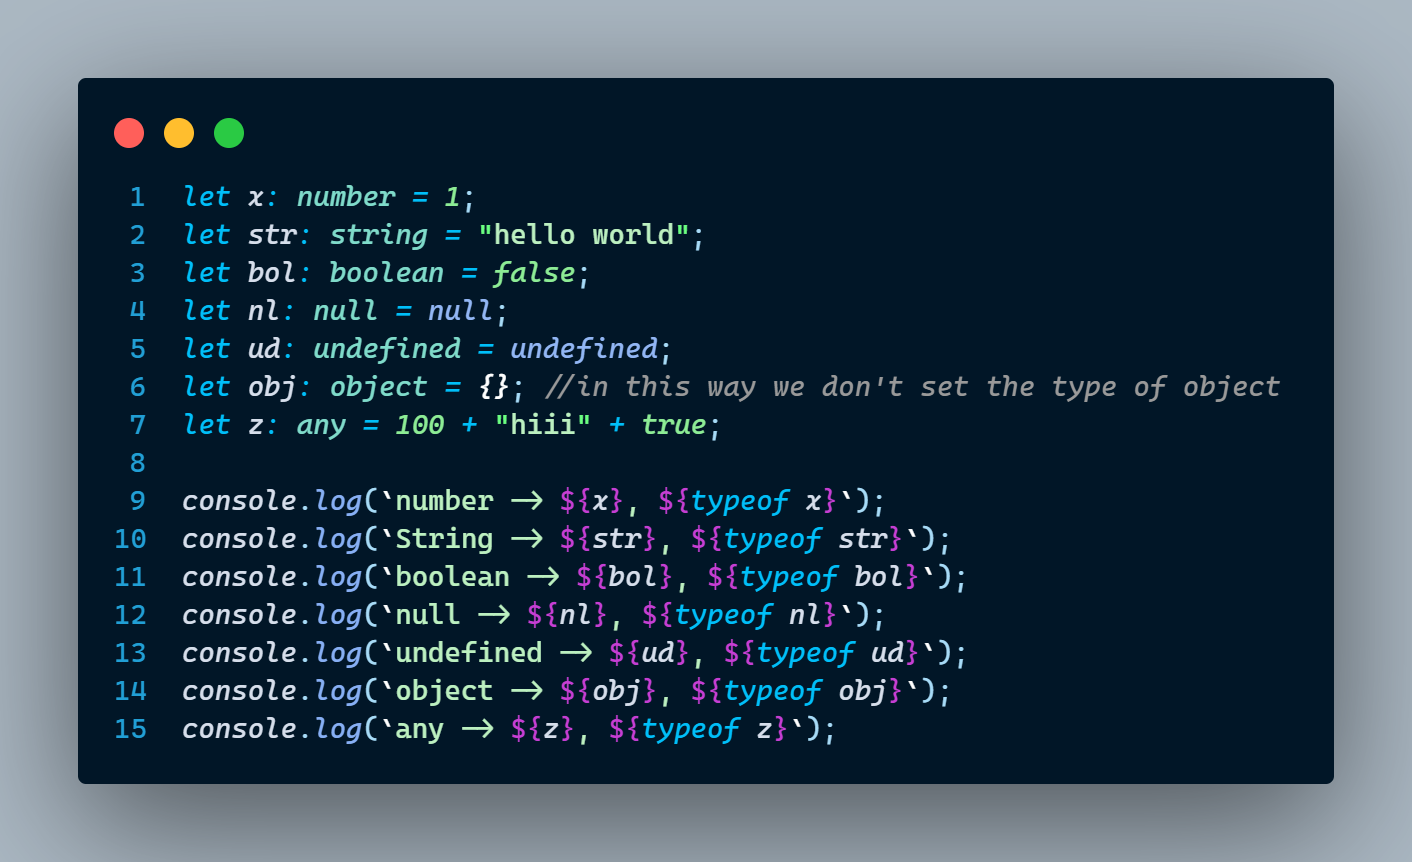 1 let x: number = 1;
2 let str: string = "hello world";
3 let bol: boolean = false;
4 let nl: null = null;
5 let ud: undefined = undefined;
6 let obj: object = {}; //in this way we don't set the type of object
7 let z: any = 100 + "hiii" + true;
8
9 console.log(`number -> ${x}, ${typeof x}`);
10 console.log(`String -> ${str}, ${typeof str}`);
11 console.log(`boolean -> ${bol}, ${typeof bol}`);
12 console.log(`null -> ${nl}, ${typeof nl}`);
13 console.log(`undefined -> ${ud}, ${typeof ud}`);
14 console.log(`object -> ${obj}, ${typeof obj}`);
15 console.log(`any -> ${z}, ${typeof z}`);